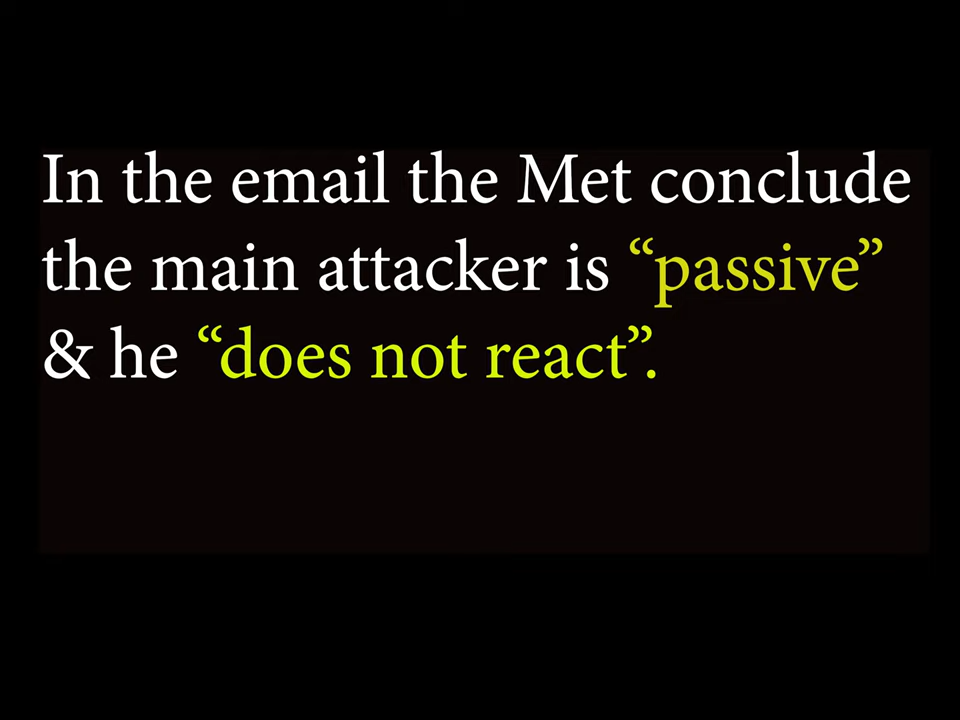 In the email the Met conclude
the main attacker is “passive”
& he “does not react”.